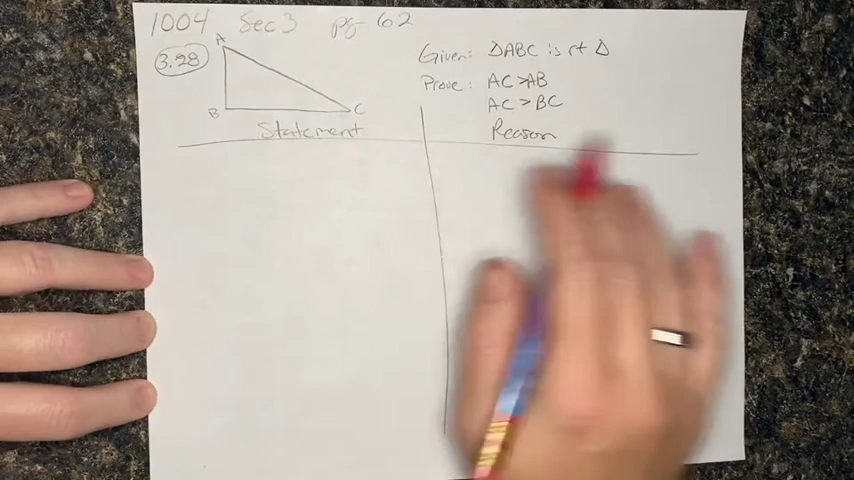 1004 Sec 3 pg 62
3.28
A
B
C
Given: △ABC is rt △
Prove: AC>AB
AC>BC
Statement
Reason